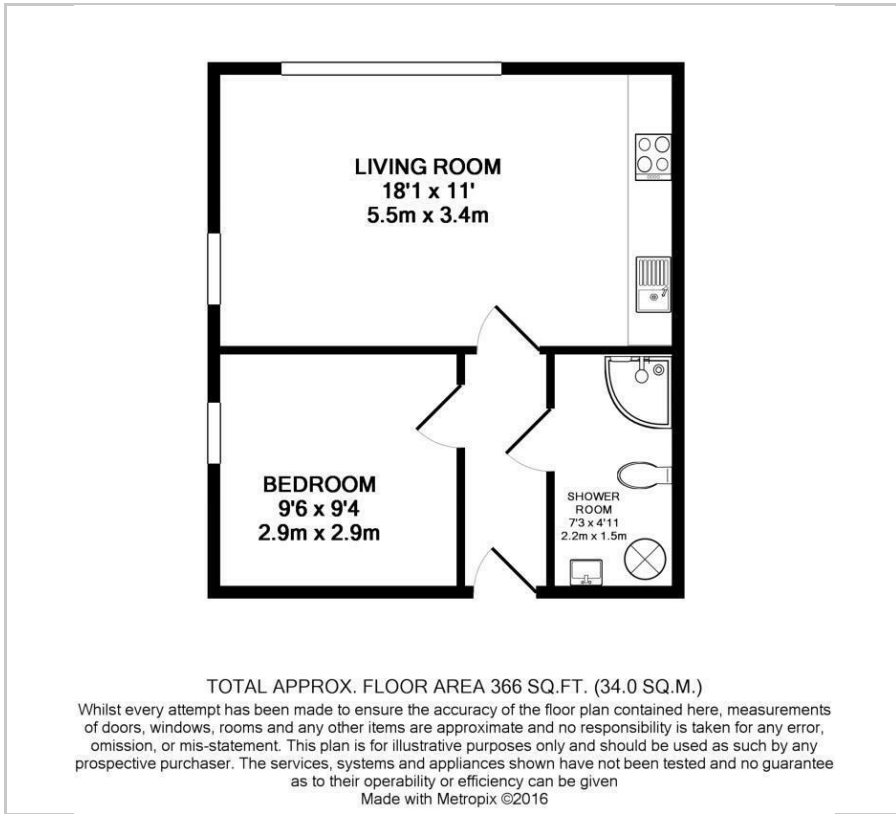 LIVING ROOM
18'1 x 11'
5.5m x 3.4m
BEDROOM
9'6 x 9'4
2.9m x 2.9m
SHOWER
ROOM
7'3 x 4'11
2.2m x 1.5m
TOTAL APPROX. FLOOR AREA 366 SQ.FT. (34.0 SQ.M.)
Whilst every attempt has been made to ensure the accuracy of the floor plan contained here, measurements
of doors, windows, rooms and any other items are approximate and no responsibility is taken for any error,
omission, or mis-statement. This plan is for illustrative purposes only and should be used as such by any
prospective purchaser. The services, systems and appliances shown have not been tested and no guarantee
as to their operability or efficiency can be given
Made with Metropix ©2016